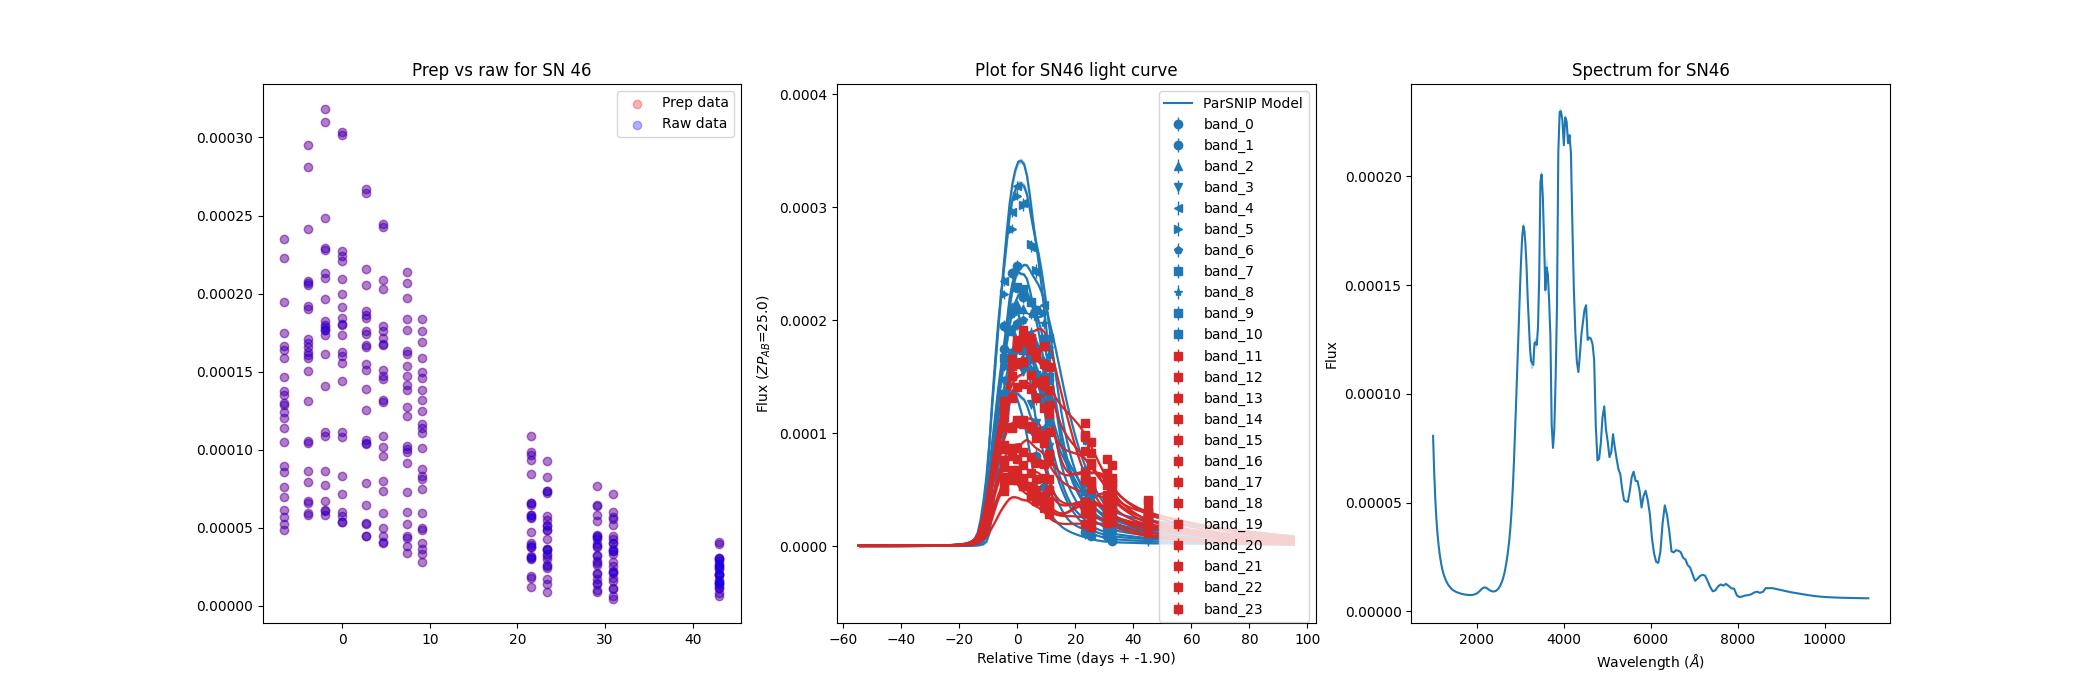 Prep vs raw for SN 46
Prep data
Raw data
0.00030
0.00025
0.00020
0.00015
0.00010
0.00005
0.00000
0 10 20 30 40
Plot for SN46 light curve
ParSNIP Model
band_0
band_1
band_2
band_3
band_4
band_5
band_6
band_7
band_8
band_9
band_10
band_11
band_12
band_13
band_14
band_15
band_16
band_17
band_18
band_19
band_20
band_21
band_22
band_23
0.0004
0.0003
0.0002
0.0001
0.0000
Flux (ZP_AB=25.0)
−60 −40 −20 0 20 40 60 80 100
Relative Time (days + -1.90)
Spectrum for SN46
0.00020
0.00015
0.00010
0.00005
0.00000
Flux
2000 4000 6000 8000 10000
Wavelength (Å)